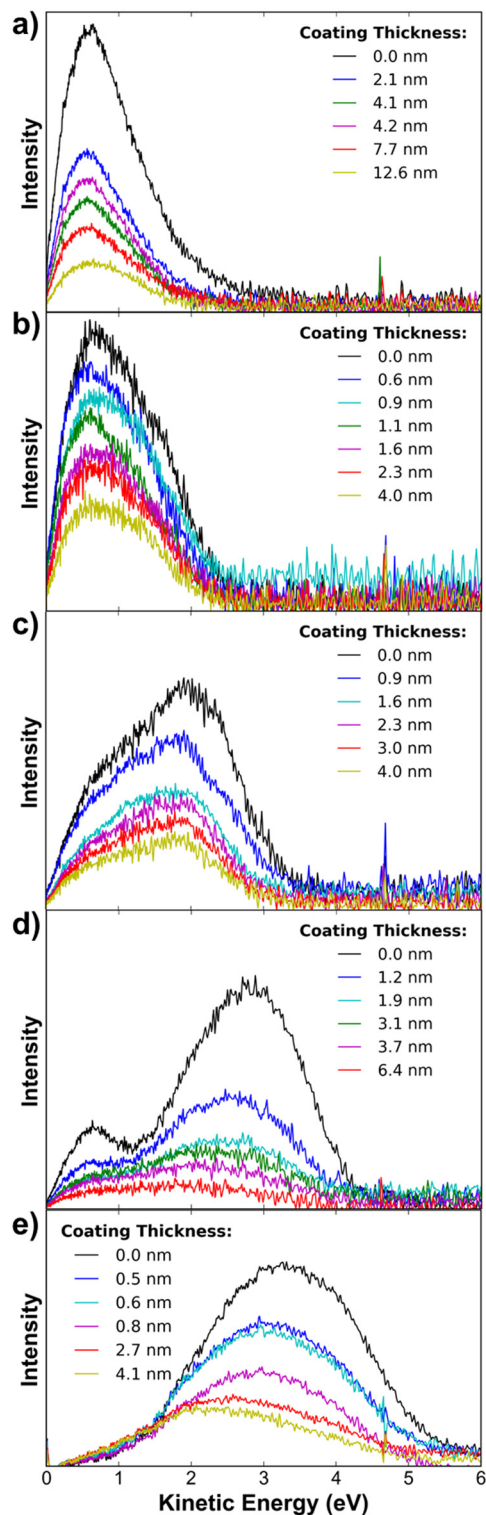 a)
Intensity
Coating Thickness:
0.0 nm
2.1 nm
4.1 nm
4.2 nm
7.7 nm
12.6 nm
b)
Intensity
Coating Thickness:
0.0 nm
0.6 nm
0.9 nm
1.1 nm
1.6 nm
2.3 nm
4.0 nm
c)
Intensity
Coating Thickness:
0.0 nm
0.9 nm
1.6 nm
2.3 nm
3.0 nm
4.0 nm
d)
Intensity
Coating Thickness:
0.0 nm
1.2 nm
1.9 nm
3.1 nm
3.7 nm
6.4 nm
e)
Intensity
Coating Thickness:
0.0 nm
0.5 nm
0.6 nm
0.8 nm
2.7 nm
4.1 nm
0 1 2 3 4 5 6
Kinetic Energy (eV)